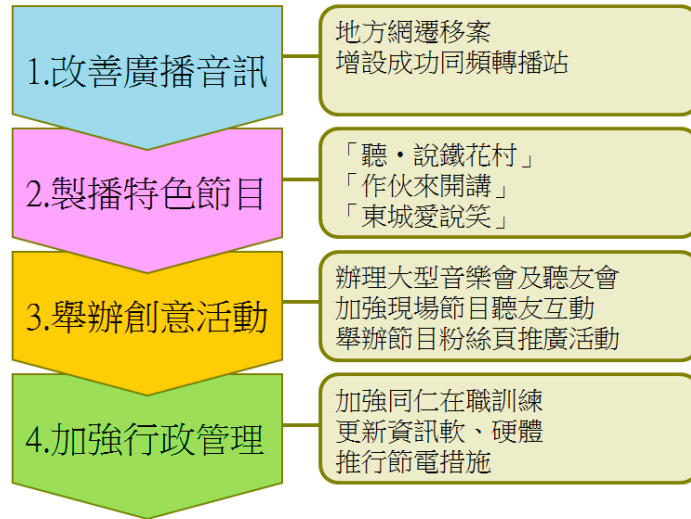 1.改善廣播音訊
地方網遷移案
增設成功同頻轉播站
2.製播特色節目
「聽・說鐵花村」
「作伙來開講」
「東城愛說笑」
3.舉辦創意活動
辦理大型音樂會及聽友會
加強現場節目聽友互動
舉辦節目粉絲頁推廣活動
4.加強行政管理
加強同仁在職訓練
更新資訊軟、硬體
推行節電措施